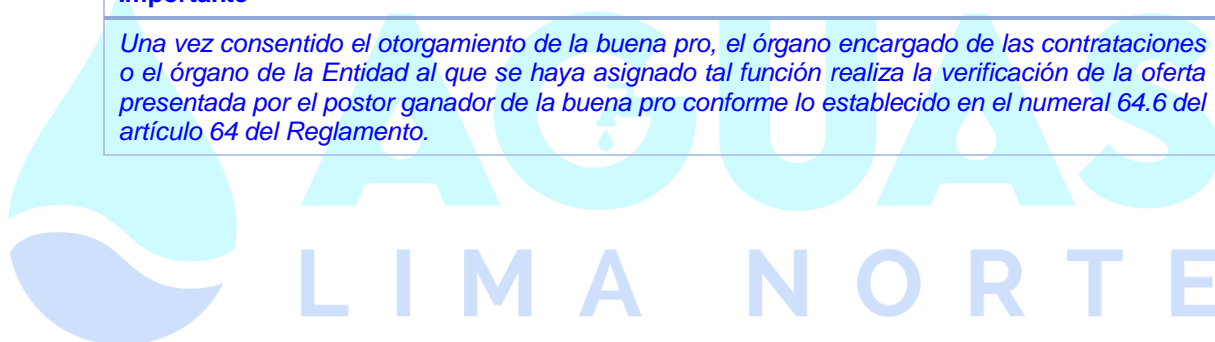 Importante
Una vez consentido el otorgamiento de la buena pro, el órgano encargado de las contrataciones
o el órgano de la Entidad al que se haya asignado tal función realiza la verificación de la oferta
presentada por el postor ganador de la buena pro conforme lo establecido en el numeral 64.6 del
artículo 64 del Reglamento.
AGUAS
LIMA NORTE